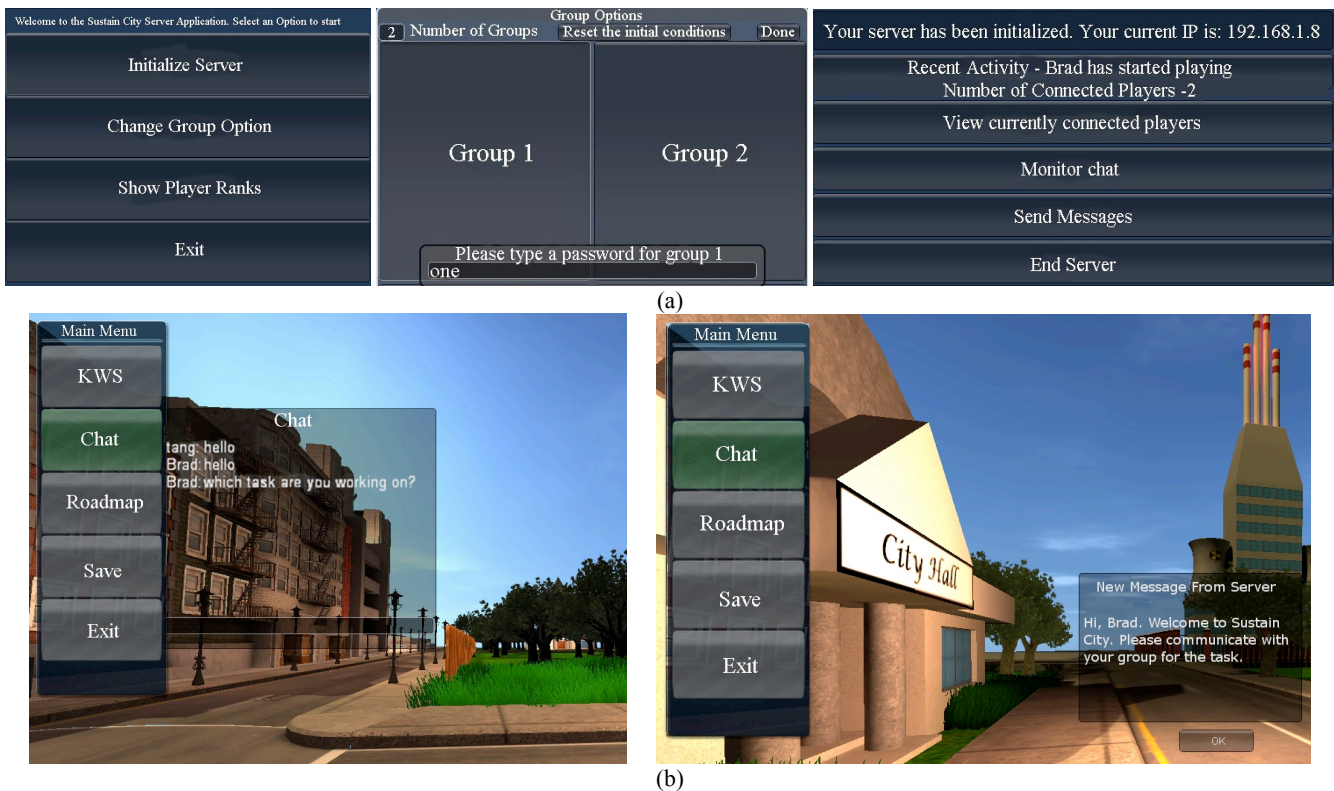 Welcome to the Sustain City Server Application. Select an Option to start
Initialize Server
Change Group Option
Show Player Ranks
Exit
Group Options
2 Number of Groups Reset the initial conditions Done
Group 1 Group 2
Please type a password for group 1
one
Your server has been initialized. Your current IP is: 192.168.1.8
Recent Activity - Brad has started playing
Number of Connected Players -2
View currently connected players
Monitor chat
Send Messages
End Server
(a)
Main Menu
KWS
Chat
Roadmap
Save
Exit
Chat
tang: hello
Brad: hello
Brad: which task are you working on?
Main Menu
KWS
Chat
Roadmap
Save
Exit
City Hall
New Message From Server
Hi, Brad. Welcome to Sustain
City. Please communicate with
your group for the task.
OK
(b)